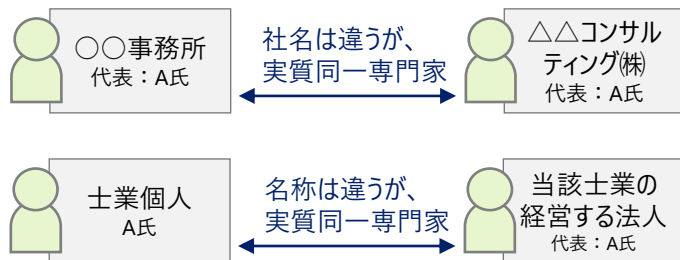 ○○事務所
代表：A氏
社名は違うが、
実質同一専門家
△△コンサル
ティング㈱
代表：A氏
士業個人
A氏
名称は違うが、
実質同一専門家
当該士業の
経営する法人
代表：A氏